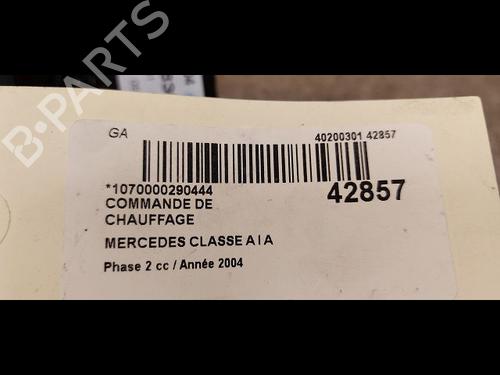 B-PARTS
GA
40200301 42857
*1070000290444
42857
COMMANDE DE
CHAUFFAGE
MERCEDES CLASSE A I A
Phase 2 cc / Année 2004